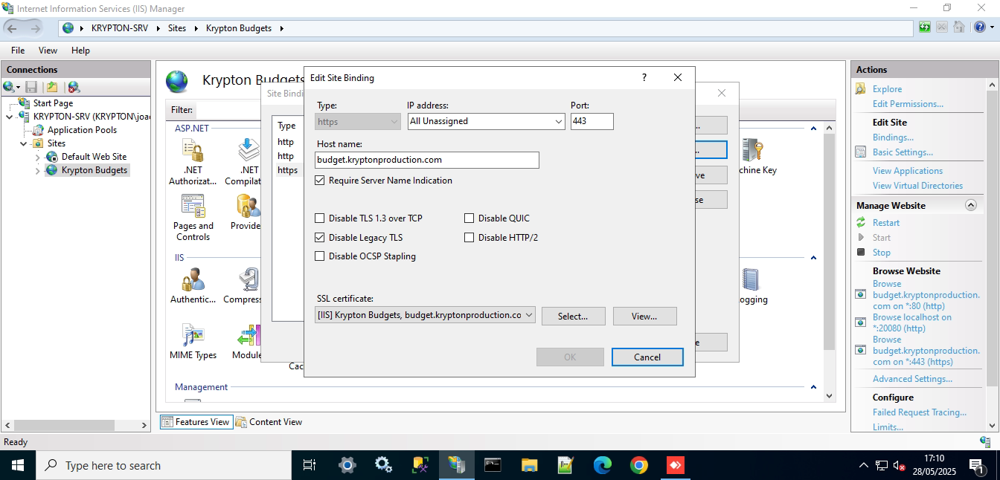 Internet Information Services (IIS) Manager
KRYPTON-SRV Sites Krypton Budgets
File View Help
Connections
Start Page
KRYPTON-SRV (KRYPTON\joa
Application Pools
Sites
Default Web Site
Krypton Budgets
Krypton Budgets
Filter:
ASP.NET
.NET
Authorizat...
.NET
Compilat
Pages and
Controls
Provide
IIS
Authentic...
Compress
MIME Types
Module
Cac
Management
chine Key
ogging
Site Bindi
Type
http
http
https
...
...
ve
se
e
Edit Site Binding
?
Type:
IP address:
Port:
https
All Unassigned
443
Host name:
budget.kryptonproduction.com
Require Server Name Indication
Disable TLS 1.3 over TCP
Disable QUIC
Disable Legacy TLS
Disable HTTP/2
Disable OCSP Stapling
SSL certificate:
[IIS] Krypton Budgets, budget.kryptonproduction.co
Select...
View...
OK
Cancel
Features View
Content View
Actions
Explore
Edit Permissions...
Edit Site
Bindings...
Basic Settings...
View Applications
View Virtual Directories
Manage Website
Restart
Start
Stop
Browse Website
Browse
budget.kryptonproduction.
com on *:80 (http)
Browse localhost on
*:20080 (http)
Browse
budget.kryptonproduction.
com on *:443 (https)
Advanced Settings...
Configure
Failed Request Tracing...
Limits...
Ready
Type here to search
17:10
28/05/2025
1